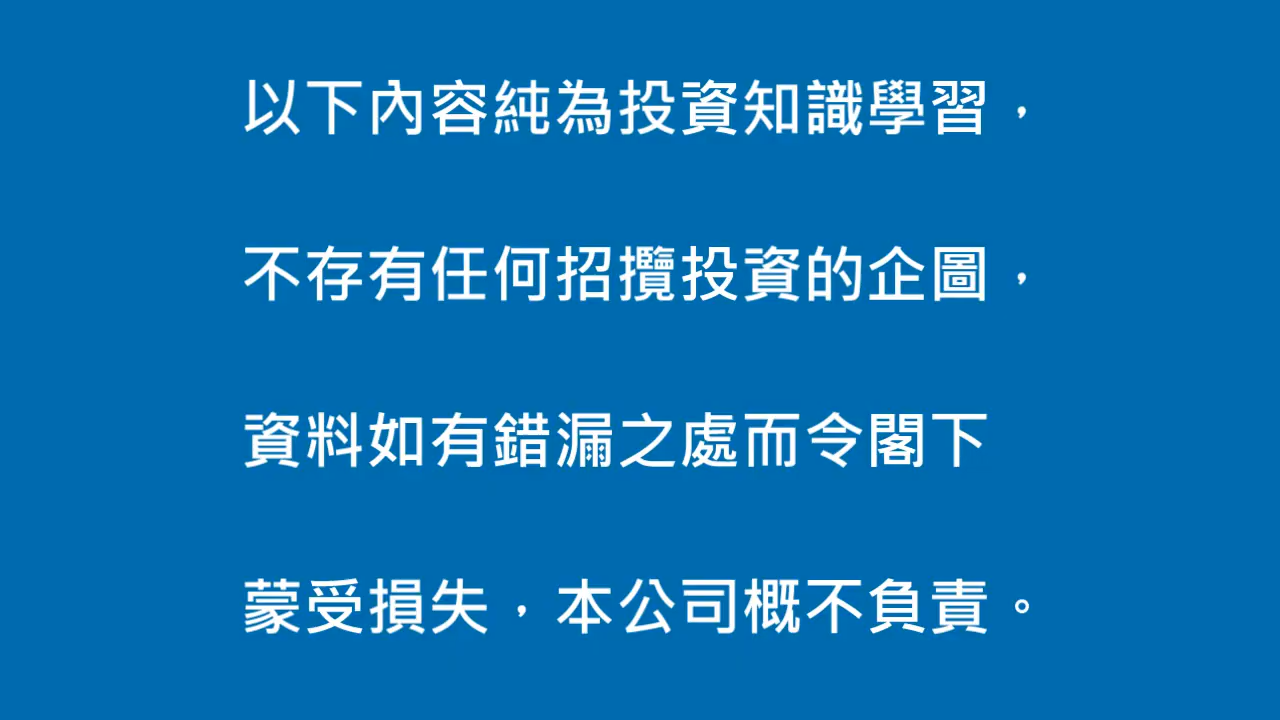 以下內容純為投資知識學習，
不存有任何招攬投資的企圖，
資料如有錯漏之處而令閣下
蒙受損失，本公司概不負責。